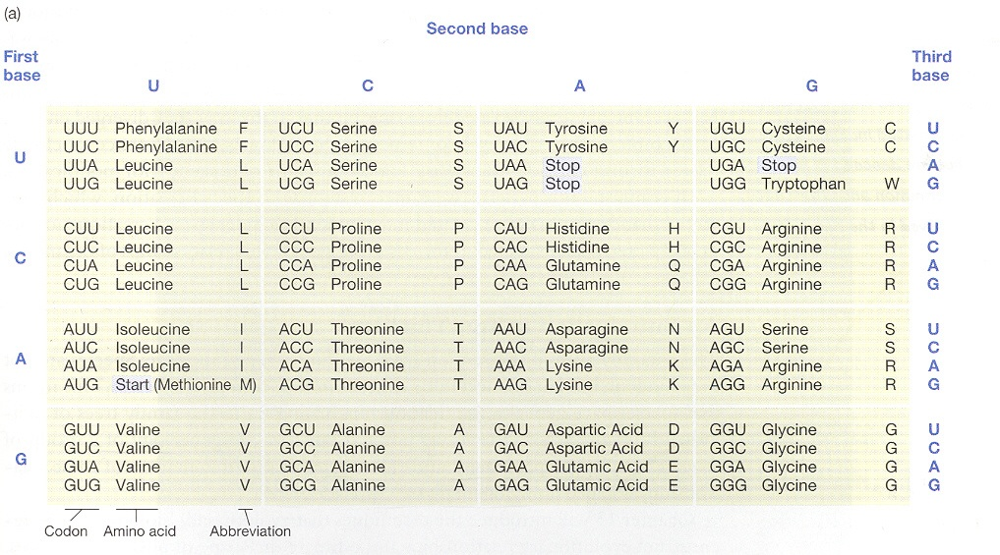 (a)
Second base
First base
Third base
U C A G
U
UUU Phenylalanine F UCU Serine S UAU Tyrosine Y UGU Cysteine C U
UUC Phenylalanine F UCC Serine S UAC Tyrosine Y UGC Cysteine C C
UUA Leucine L UCA Serine S UAA Stop UGA Stop A
UUG Leucine L UCG Serine S UAG Stop UGG Tryptophan W G
C
CUU Leucine L CCU Proline P CAU Histidine H CGU Arginine R U
CUC Leucine L CCC Proline P CAC Histidine H CGC Arginine R C
CUA Leucine L CCA Proline P CAA Glutamine Q CGA Arginine R A
CUG Leucine L CCG Proline P CAG Glutamine Q CGG Arginine R G
A
AUU Isoleucine I ACU Threonine T AAU Asparagine N AGU Serine S U
AUC Isoleucine I ACC Threonine T AAC Asparagine N AGC Serine S C
AUA Isoleucine I ACA Threonine T AAA Lysine K AGA Arginine R A
AUG Start (Methionine M) ACG Threonine T AAG Lysine K AGG Arginine R G
G
GUU Valine V GCU Alanine A GAU Aspartic Acid D GGU Glycine G U
GUC Valine V GCC Alanine A GAC Aspartic Acid D GGC Glycine G C
GUA Valine V GCA Alanine A GAA Glutamic Acid E GGA Glycine G A
GUG Valine V GCG Alanine A GAG Glutamic Acid E GGG Glycine G G
Codon Amino acid Abbreviation